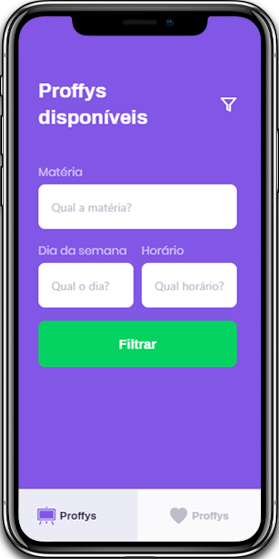 Proffys
disponíveis
Matéria
Qual a matéria?
Dia da semana Horário
Qual o dia? Qual horário?
Filtrar
Proffys Proffys